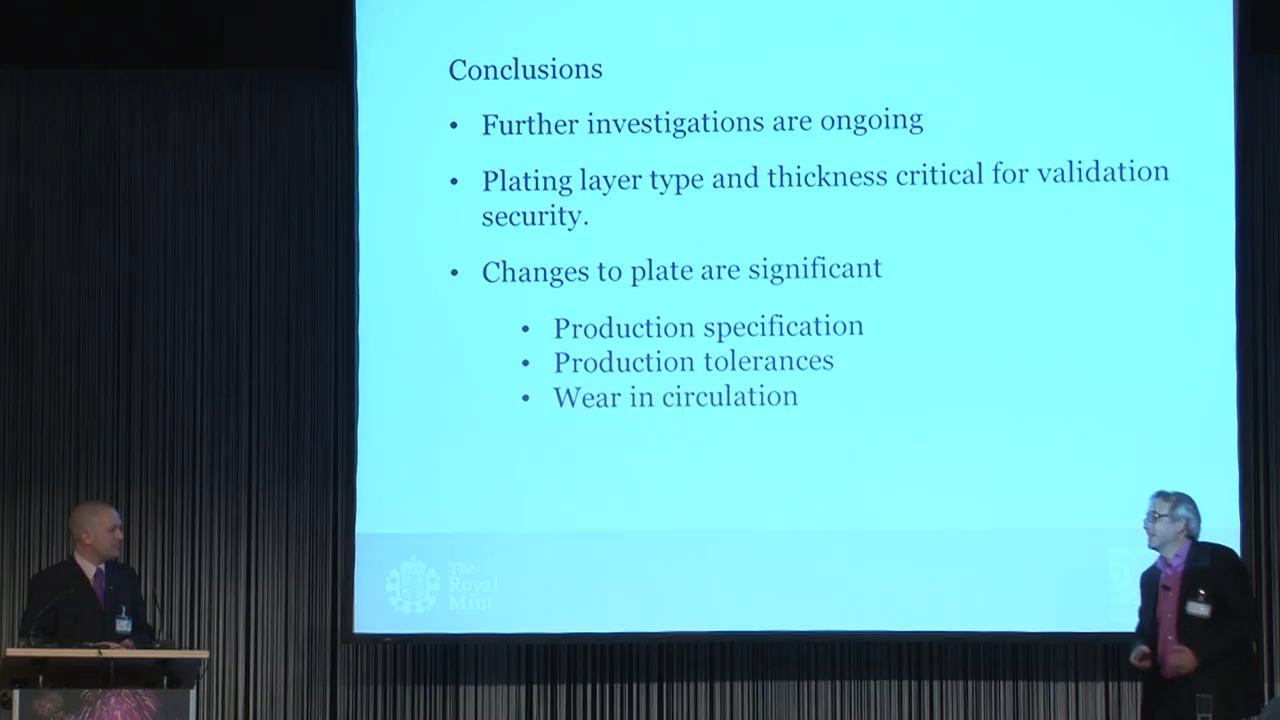 Conclusions
• Further investigations are ongoing
• Plating layer type and thickness critical for validation
security.
• Changes to plate are significant
• Production specification
• Production tolerances
• Wear in circulation
The
Royal
Mint